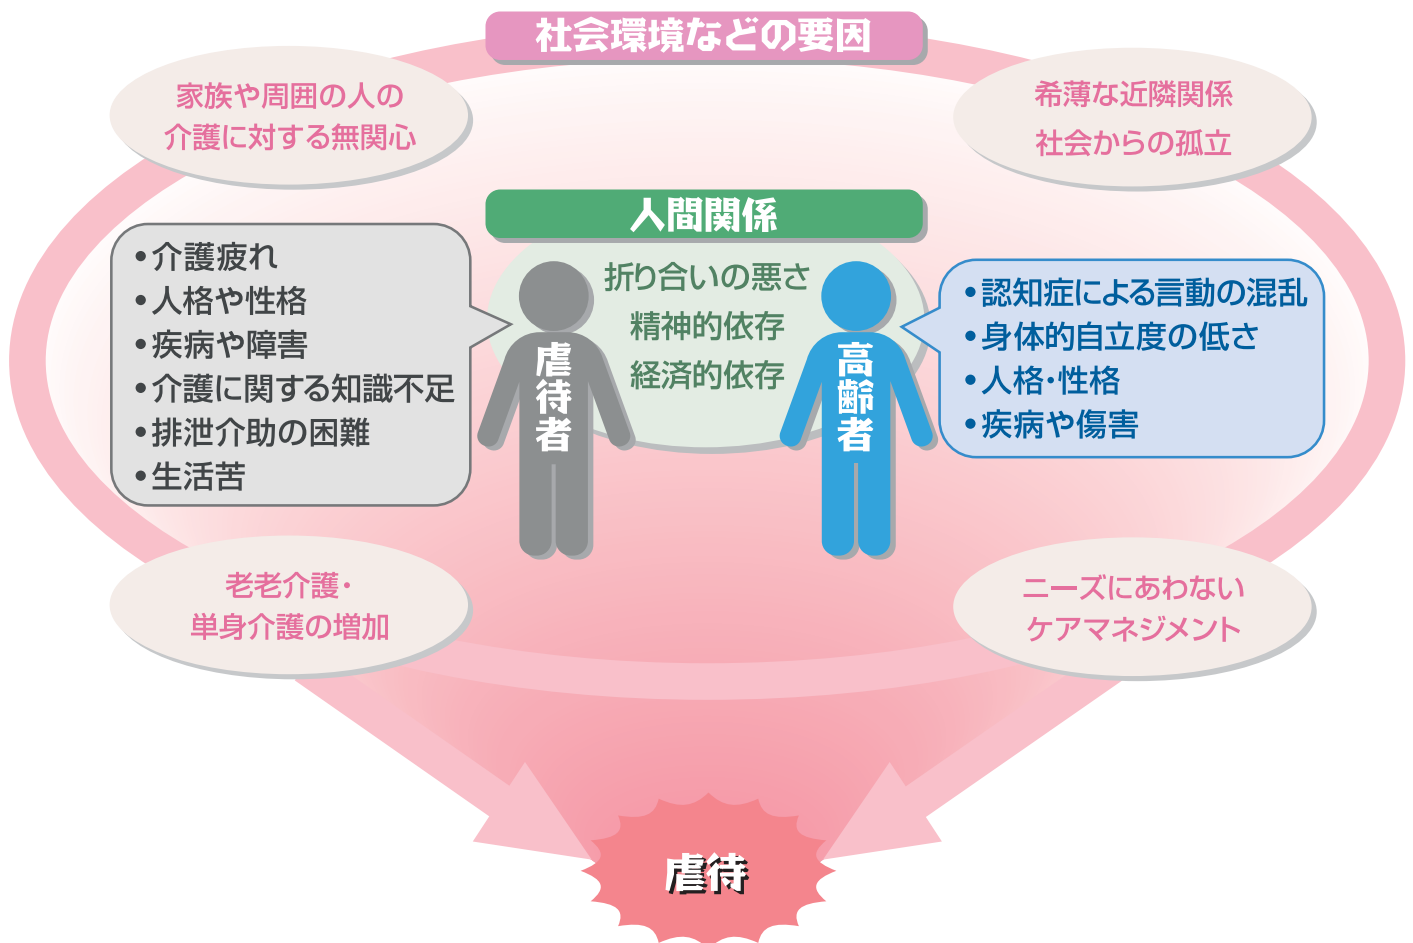 社会環境などの要因
家族や周囲の人の
介護に対する無関心
希薄な近隣関係
社会からの孤立
人間関係
折り合いの悪さ
精神的依存
経済的依存
・介護疲れ
・人格や性格
・疾病や障害
・介護に関する知識不足
・排泄介助の困難
・生活苦
虐待者
高齢者
・認知症による言動の混乱
・身体的自立度の低さ
・人格・性格
・疾病や傷害
老老介護・
単身介護の増加
ニーズにあわない
ケアマネジメント
虐待